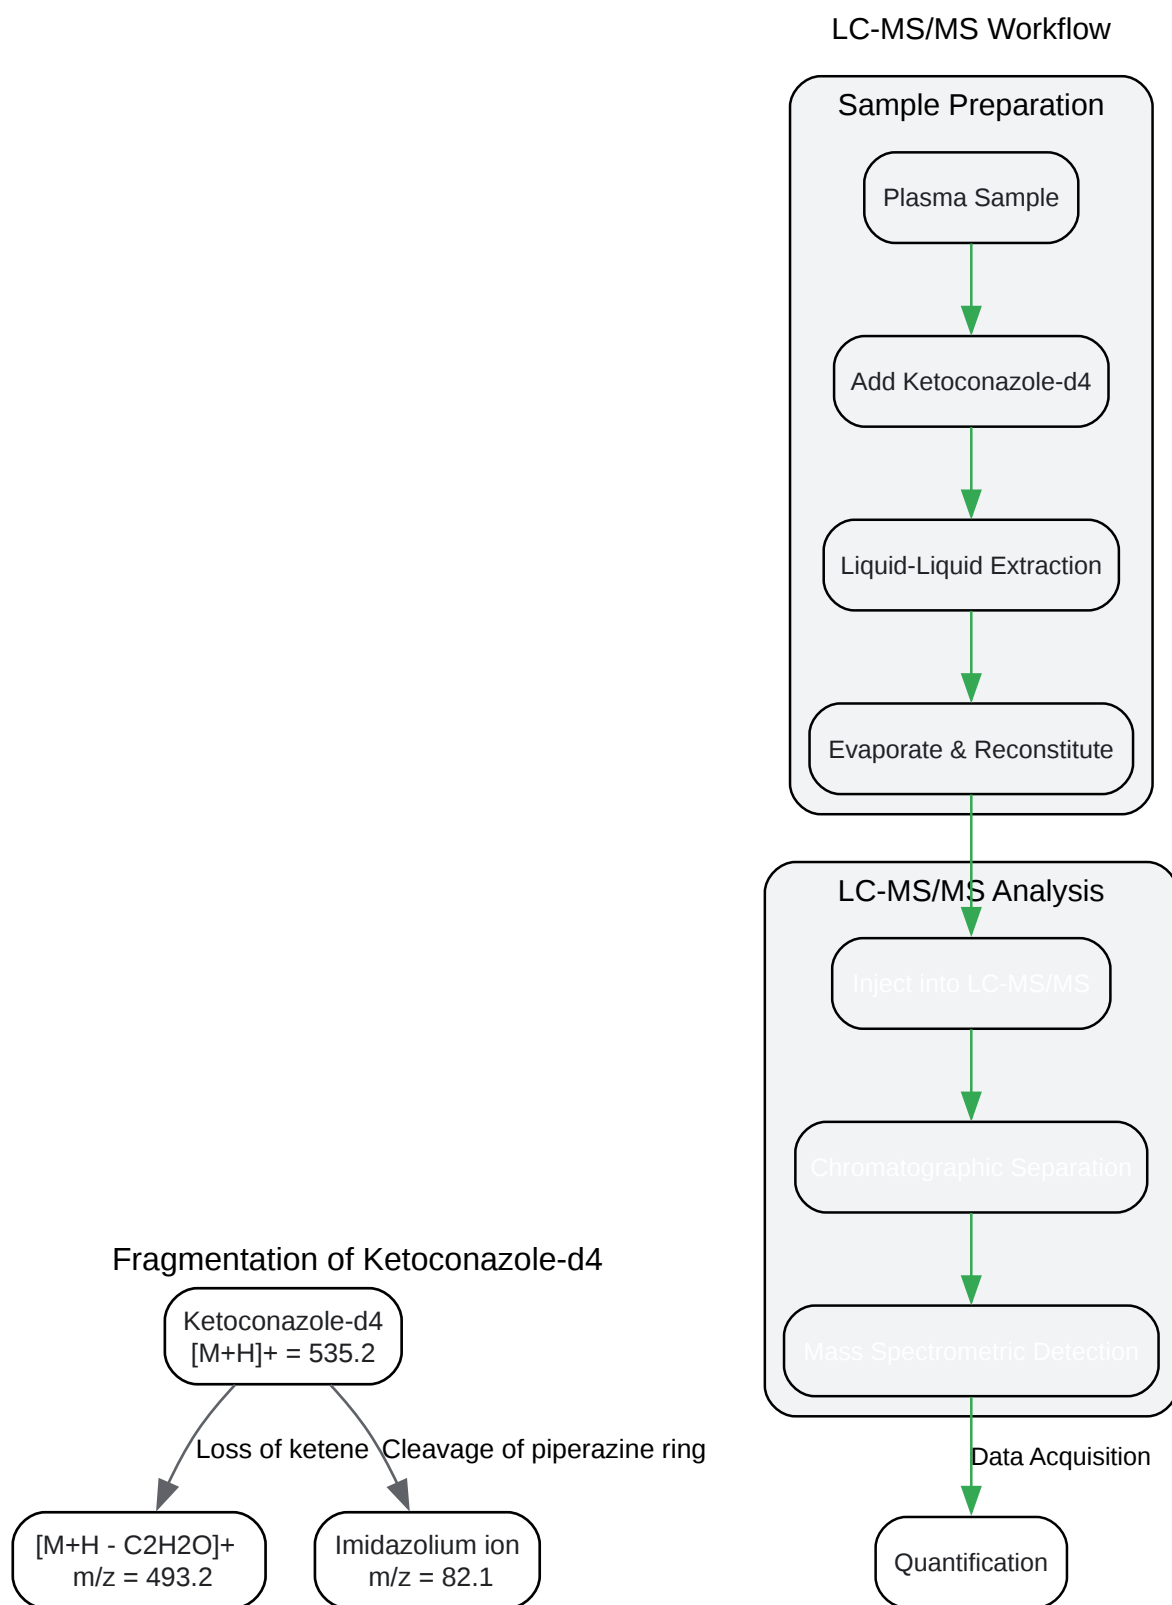 LC-MS/MS Workflow
Sample Preparation
Plasma Sample
Add Ketoconazole-d4
Liquid-Liquid Extraction
Evaporate & Reconstitute
LC-MS/MS Analysis
Inject into LC-MS/MS
Chromatographic Separation
Mass Spectrometric Detection
Data Acquisition
Quantification
Fragmentation of Ketoconazole-d4
Ketoconazole-d4
[M+H]+ = 535.2
Loss of ketene
Cleavage of piperazine ring
[M+H - C2H2O]+
m/z = 493.2
Imidazolium ion
m/z = 82.1